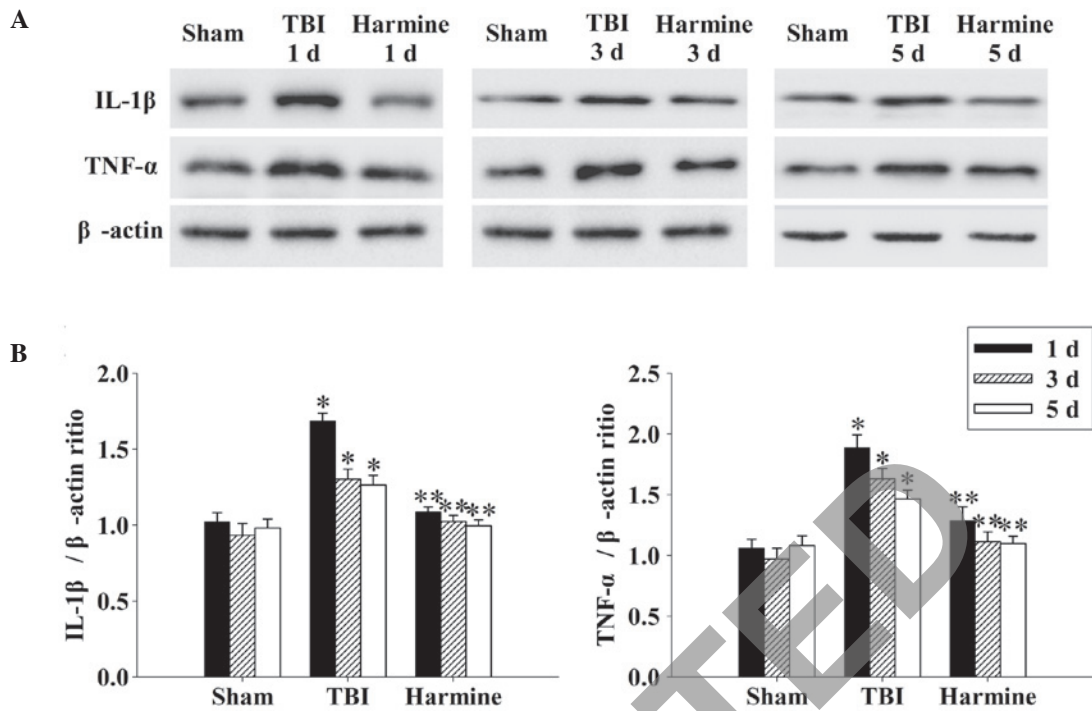 A
Sham TBI 1 d Harmine 1 d Sham TBI 3 d Harmine 3 d Sham TBI 5 d Harmine 5 d
IL-1β
TNF-α
β -actin
B
1 d
3 d
5 d
IL-1β / β -actin ritio
2.0
1.5
1.0
0.5
0.0
* * * ** ** **
Sham TBI Harmine
TNF-α / β -actin ritio
2.5
2.0
1.5
1.0
0.5
0.0
* * * ** ** **
Sham TBI Harmine
TED